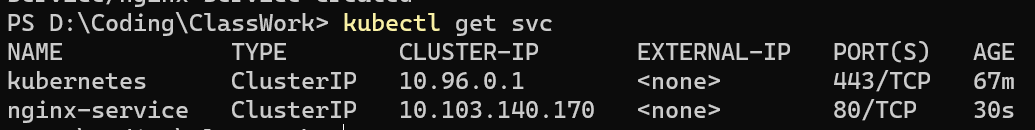 PS D:\Coding\ClassWork> kubectl get svc
NAME TYPE CLUSTER-IP EXTERNAL-IP PORT(S) AGE
kubernetes ClusterIP 10.96.0.1 <none> 443/TCP 67m
nginx-service ClusterIP 10.103.140.170 <none> 80/TCP 30s